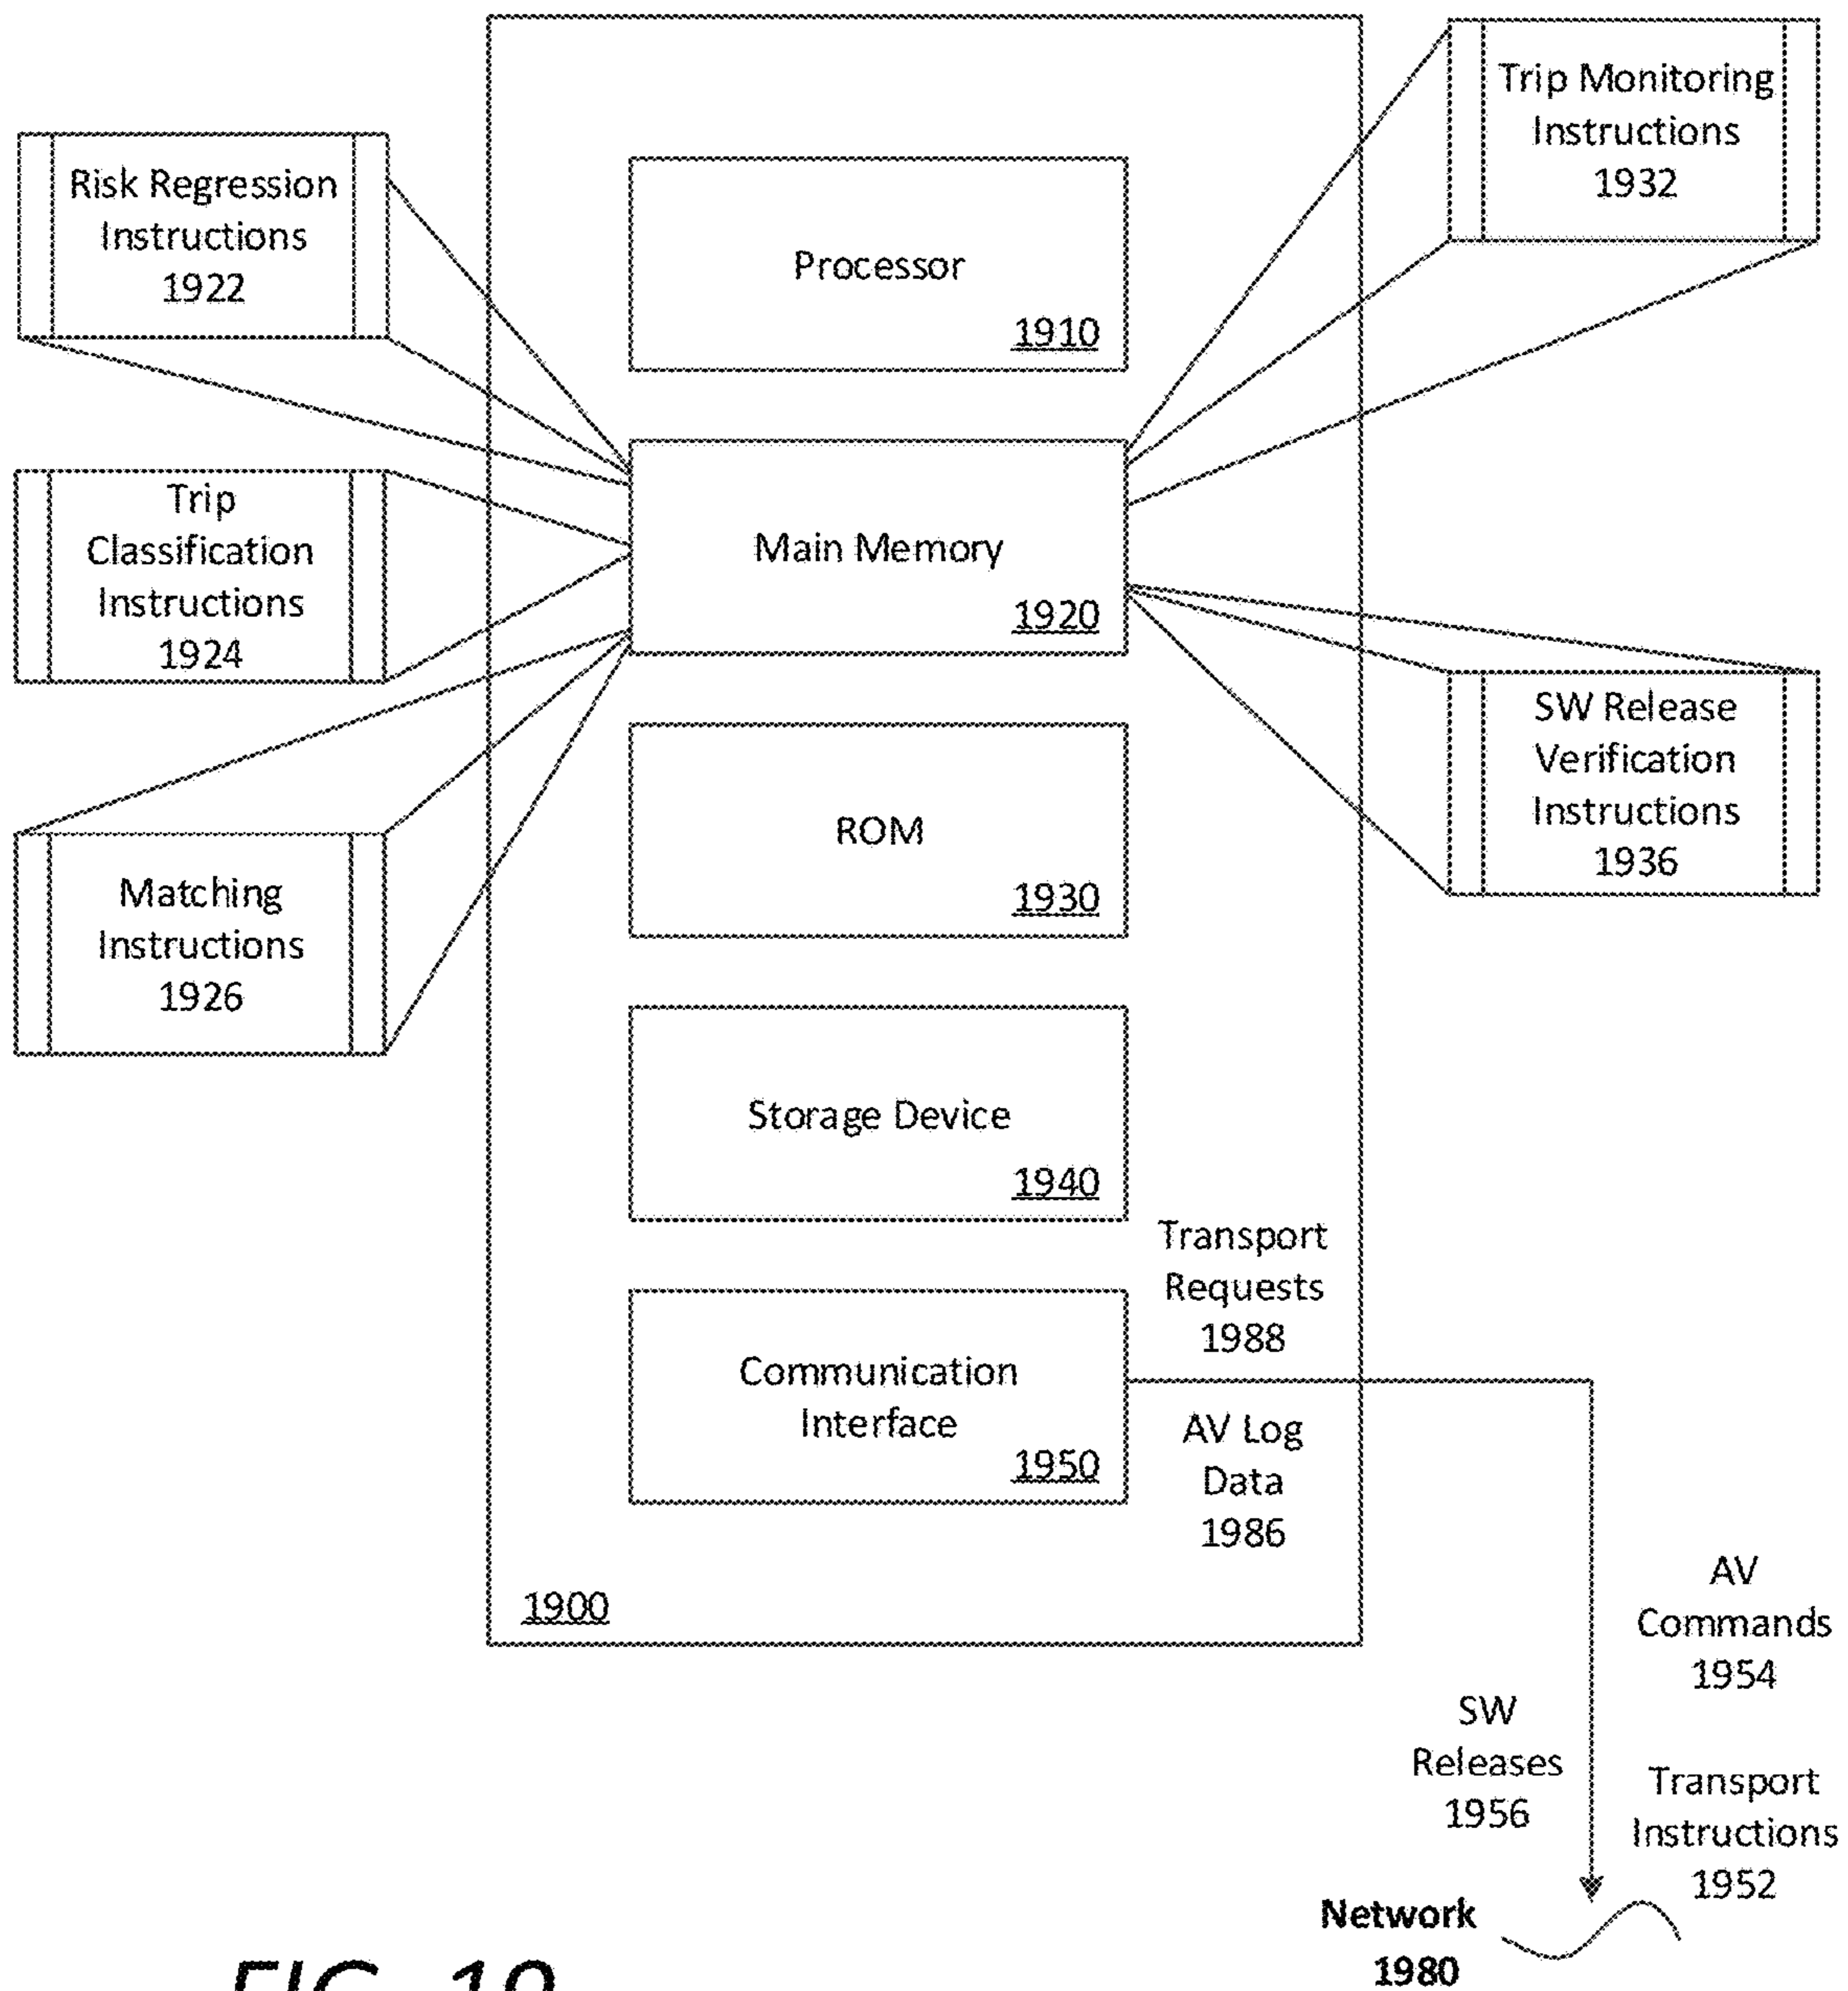 Trip Monitoring
Instructions
1932
Risk Regression
Instructions
1922
Processor
1910
Trip
Classification
Instructions
1924
Main Memory
1920
SW Release
Verification
Instructions
1936
ROM
1930
Matching
Instructions
1926
Storage Device
1940
Transport
Requests
1988
Communication
Interface
1950
AV Log
Data
1986
1900
AV
Commands
1954
SW
Releases
1956
Transport
Instructions
1952
Network
1980
FIG. 19